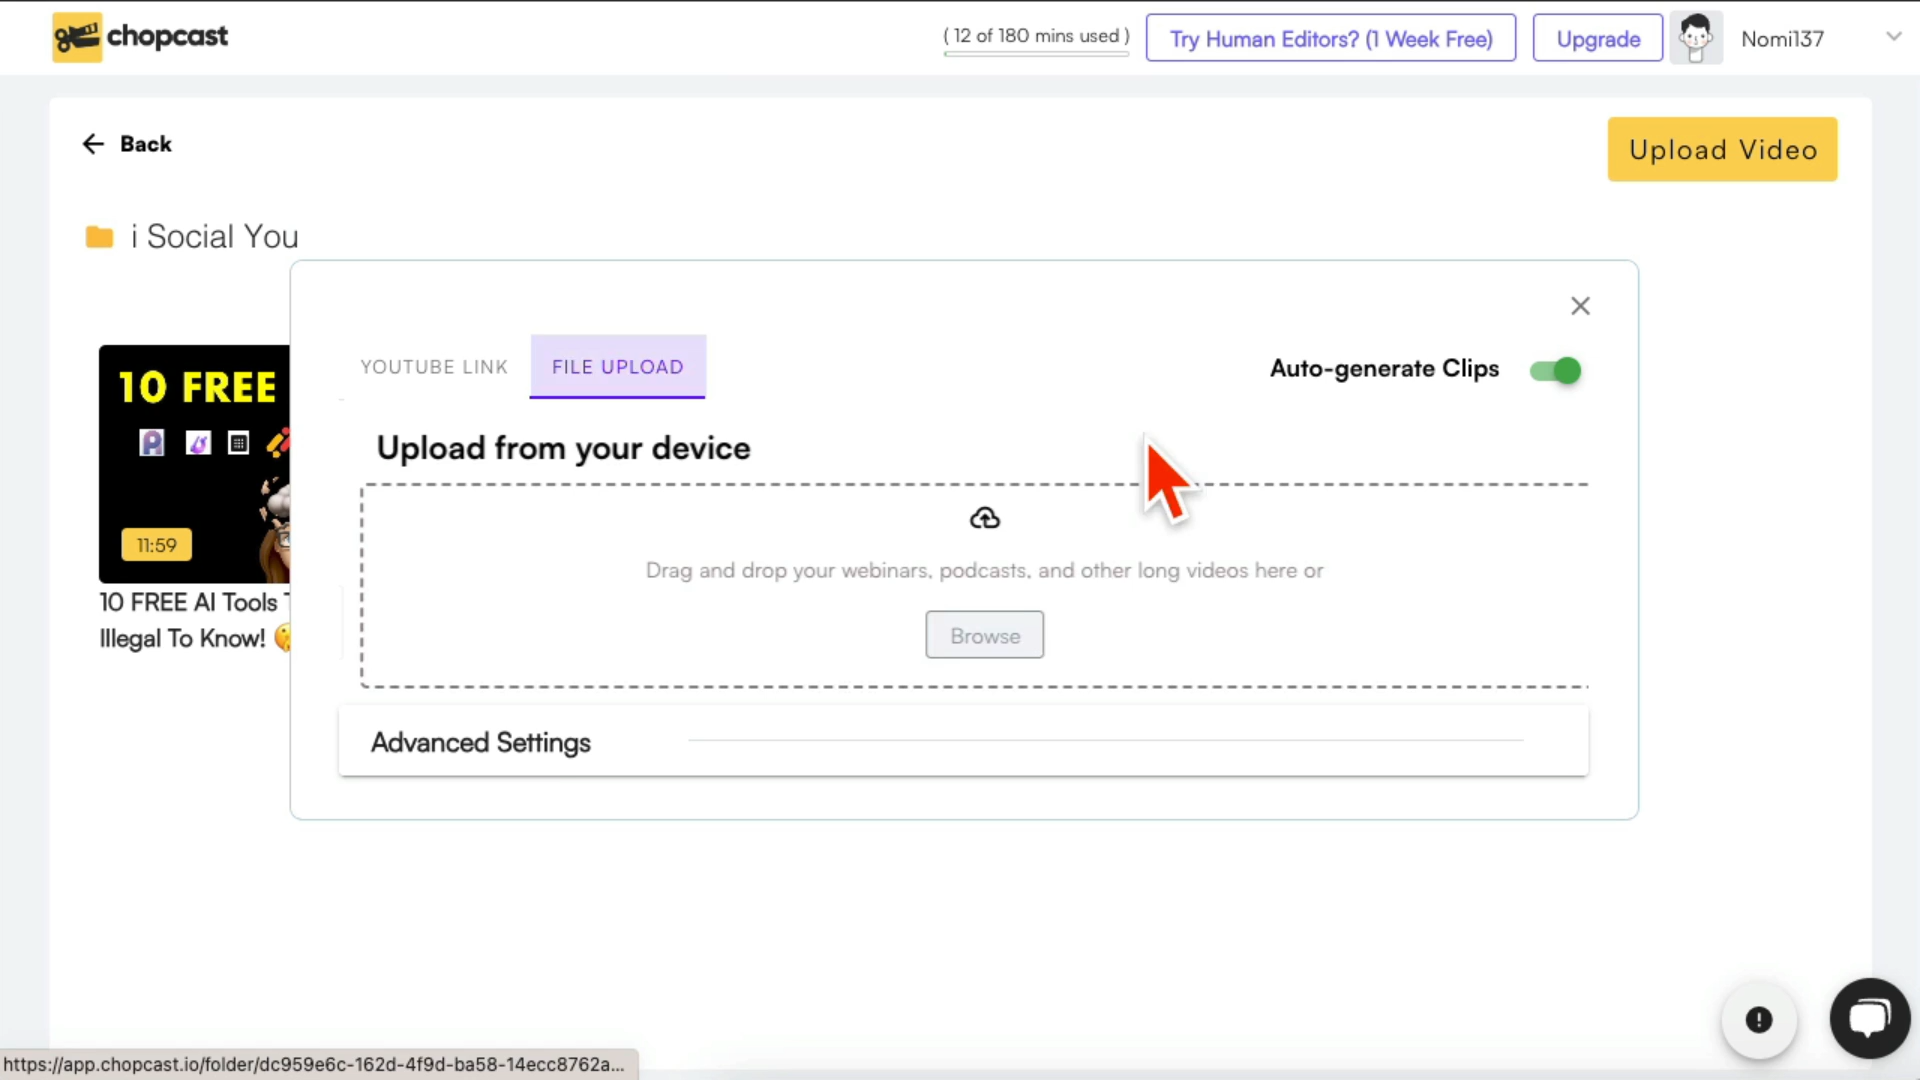 chopcast
( 12 of 180 mins used )
Try Human Editors? (1 Week Free)
Upgrade
Nomi137
Back
Upload Video
i Social You
YOUTUBE LINK
FILE UPLOAD
Auto-generate Clips
10 FREE
Upload from your device
11:59
Drag and drop your webinars, podcasts, and other long videos here or
10 FREE AI Tools
Illegal To Know! 🤫
Browse
Advanced Settings
https://app.chopcast.io/folder/dc959e6c-162d-4f9d-ba58-14ecc8762a...